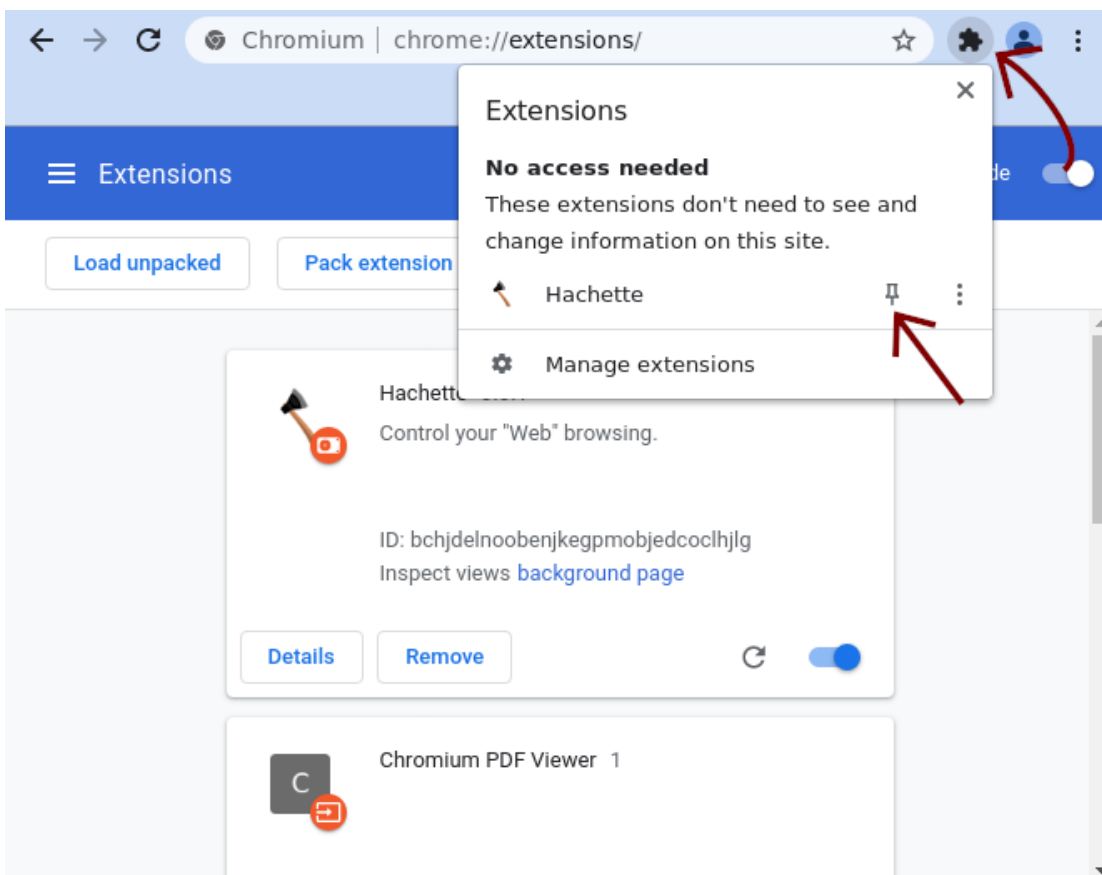 Chromium | chrome://extensions/
Extensions
No access needed
These extensions don't need to see and
change information on this site.
Hachette
Manage extensions
Extensions
de
Load unpacked
Pack extension
Hachette
Control your "Web" browsing.
ID: bchjdelnoobenjkegpmobjedcoclhjlg
Inspect views background page
Details
Remove
Chromium PDF Viewer 1
C